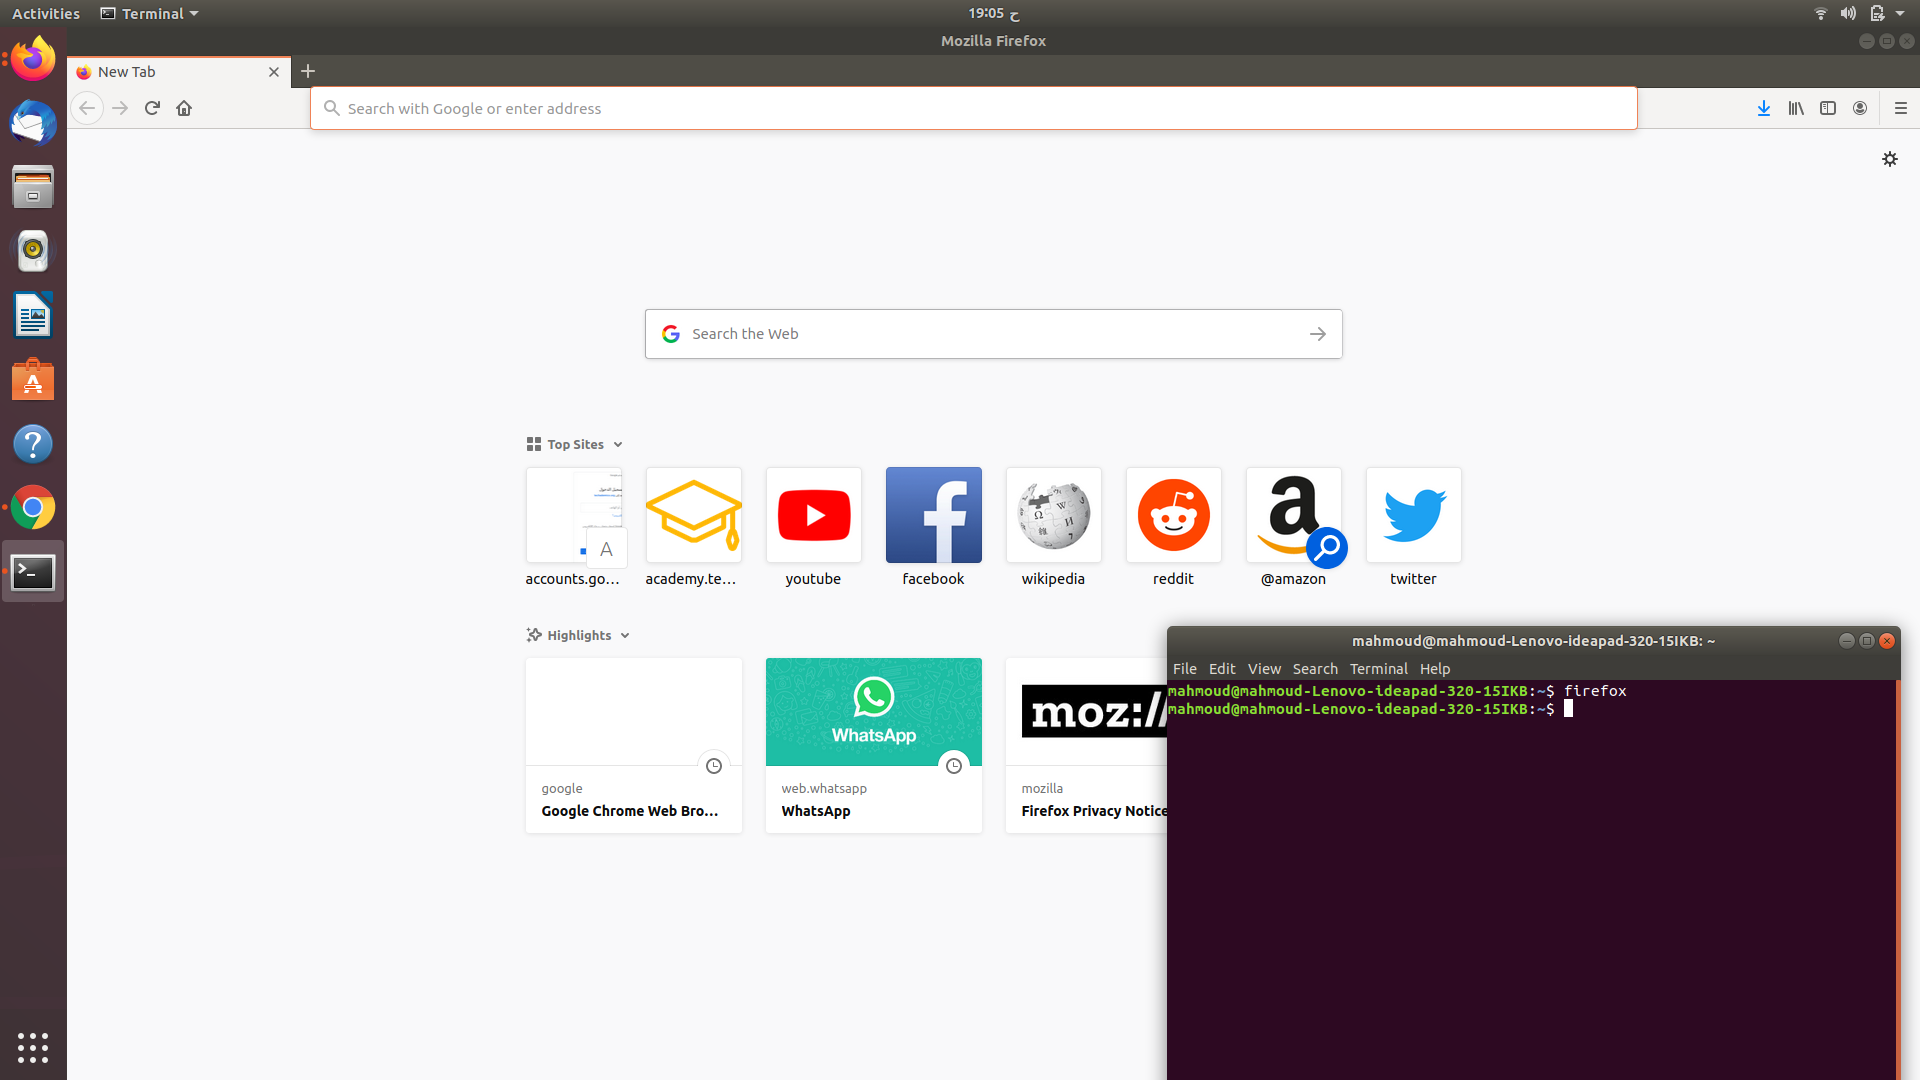 Activities
Terminal
19:05 ح
Mozilla Firefox
New Tab
Search with Google or enter address
Search the Web
Top Sites
A
accounts.go...
academy.te...
youtube
facebook
wikipedia
reddit
@amazon
twitter
Highlights
WhatsApp
moz://
google
Google Chrome Web Bro...
web.whatsapp
WhatsApp
mozilla
Firefox Privacy Notice
mahmoud@mahmoud-Lenovo-ideapad-320-15IKB: ~
File Edit View Search Terminal Help
mahmoud@mahmoud-Lenovo-ideapad-320-15IKB:~$ firefox
mahmoud@mahmoud-Lenovo-ideapad-320-15IKB:~$